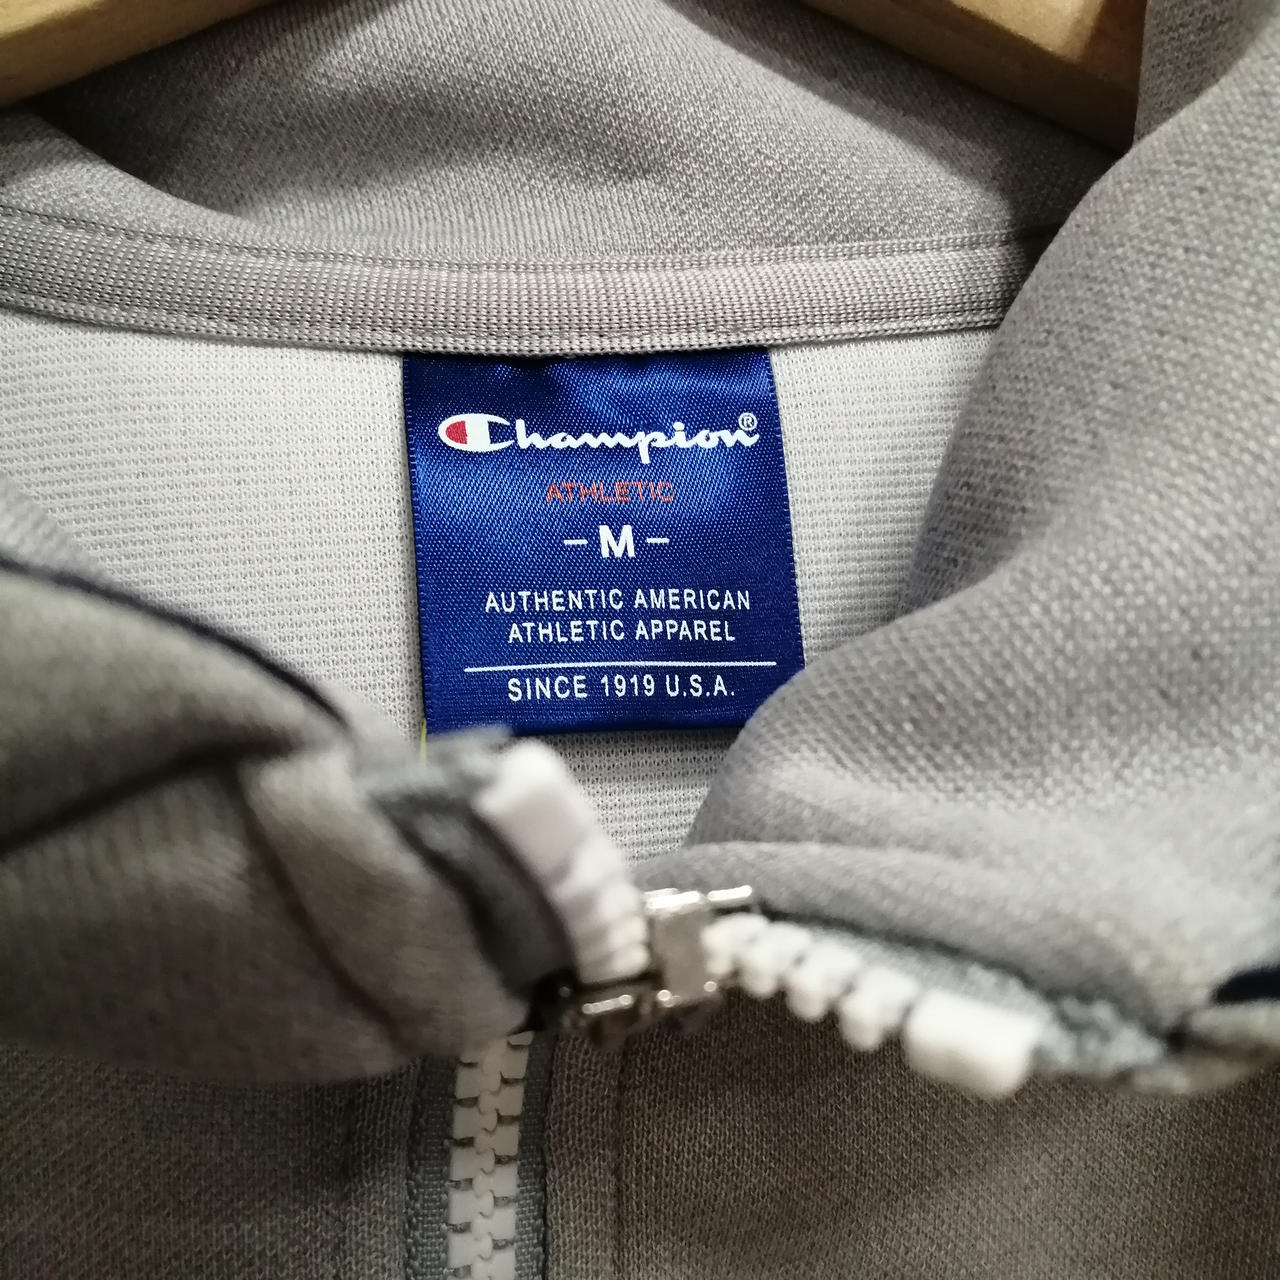 Champion®
ATHLETIC
- M -
AUTHENTIC AMERICAN
ATHLETIC APPAREL
SINCE 1919 U.S.A.